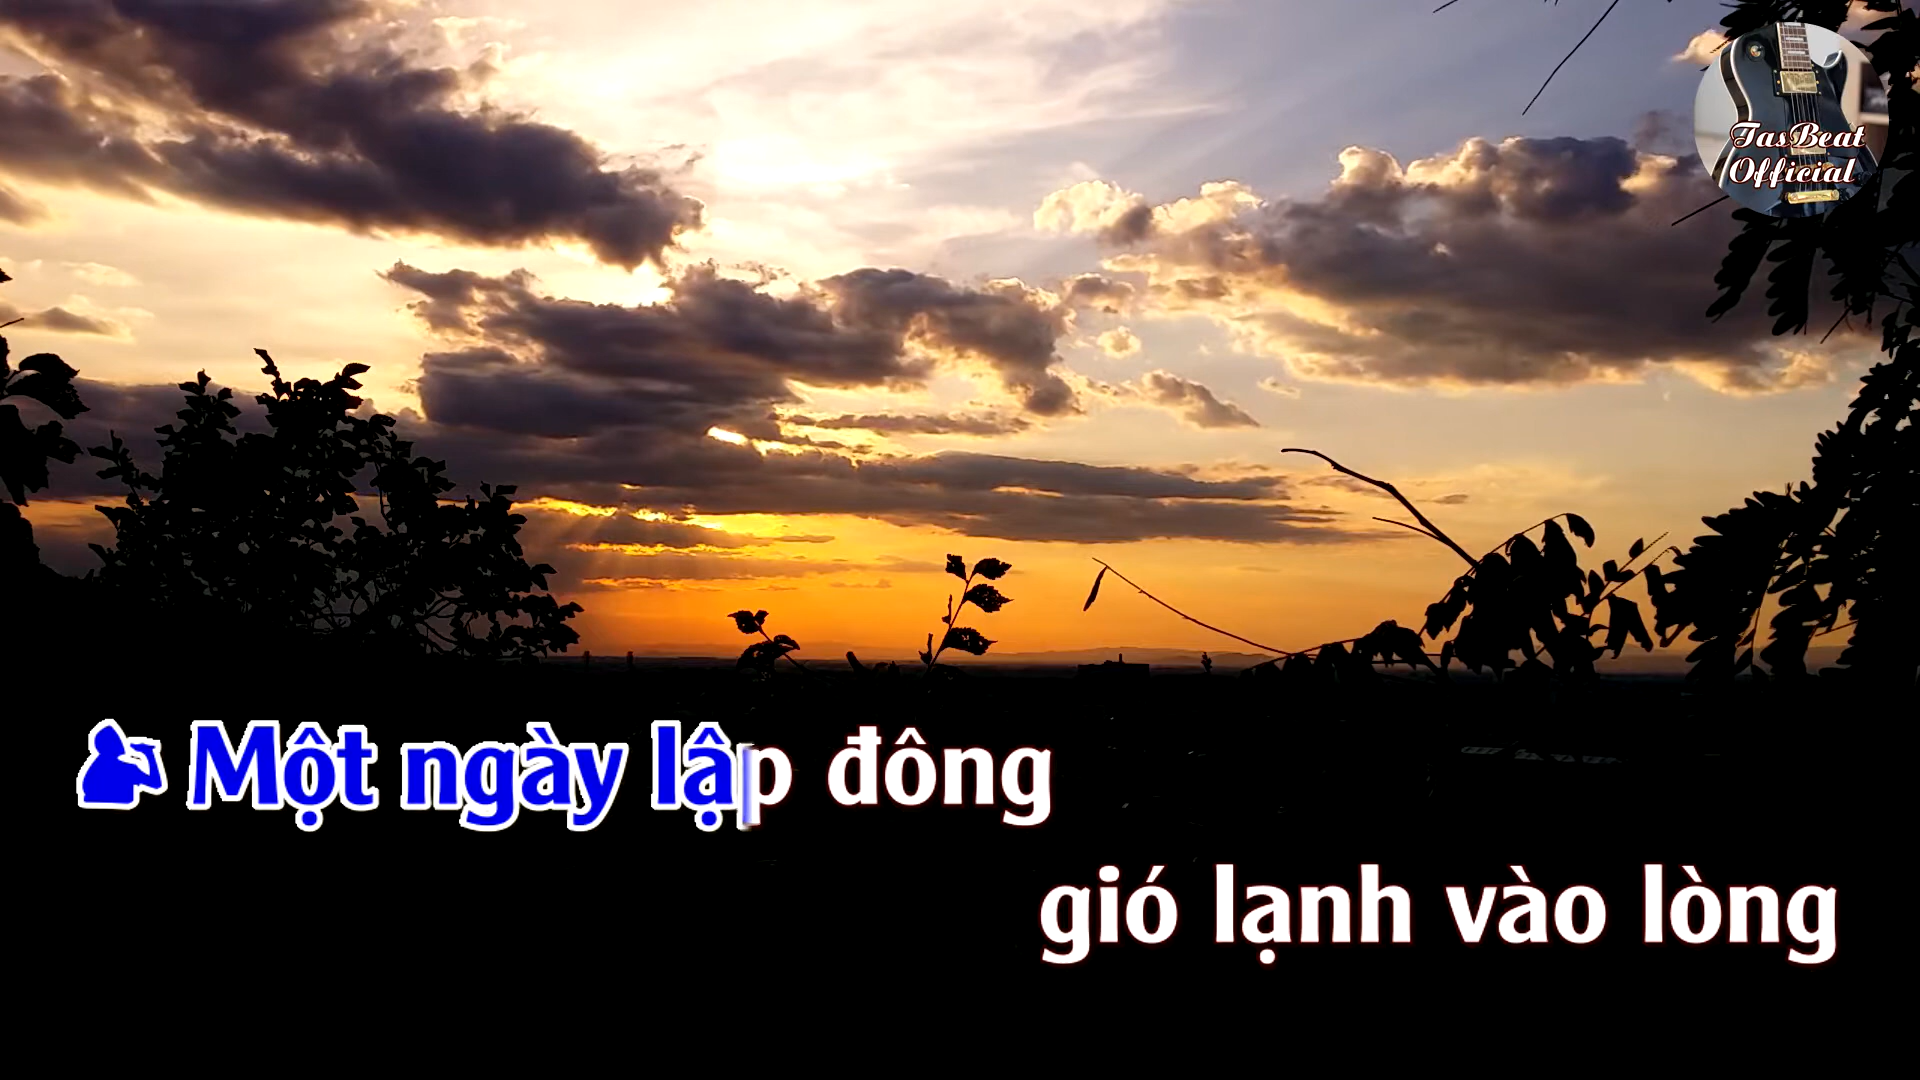 TasBeat
Official
Một ngày lập đông
gió lạnh vào lòng